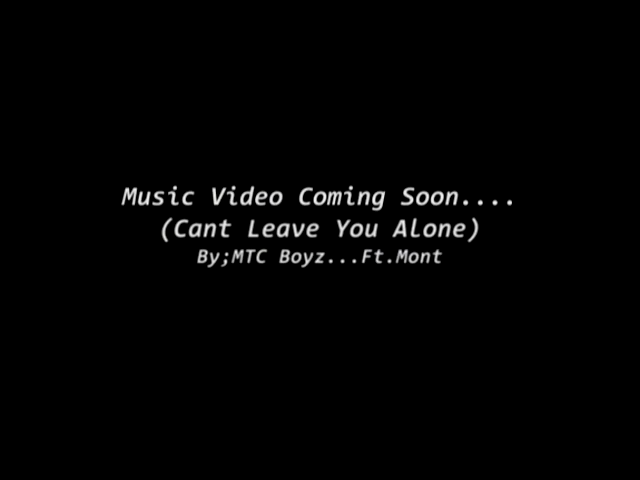 Music Video Coming Soon....
(Cant Leave You Alone)
By;MTC Boyz...Ft.Mont